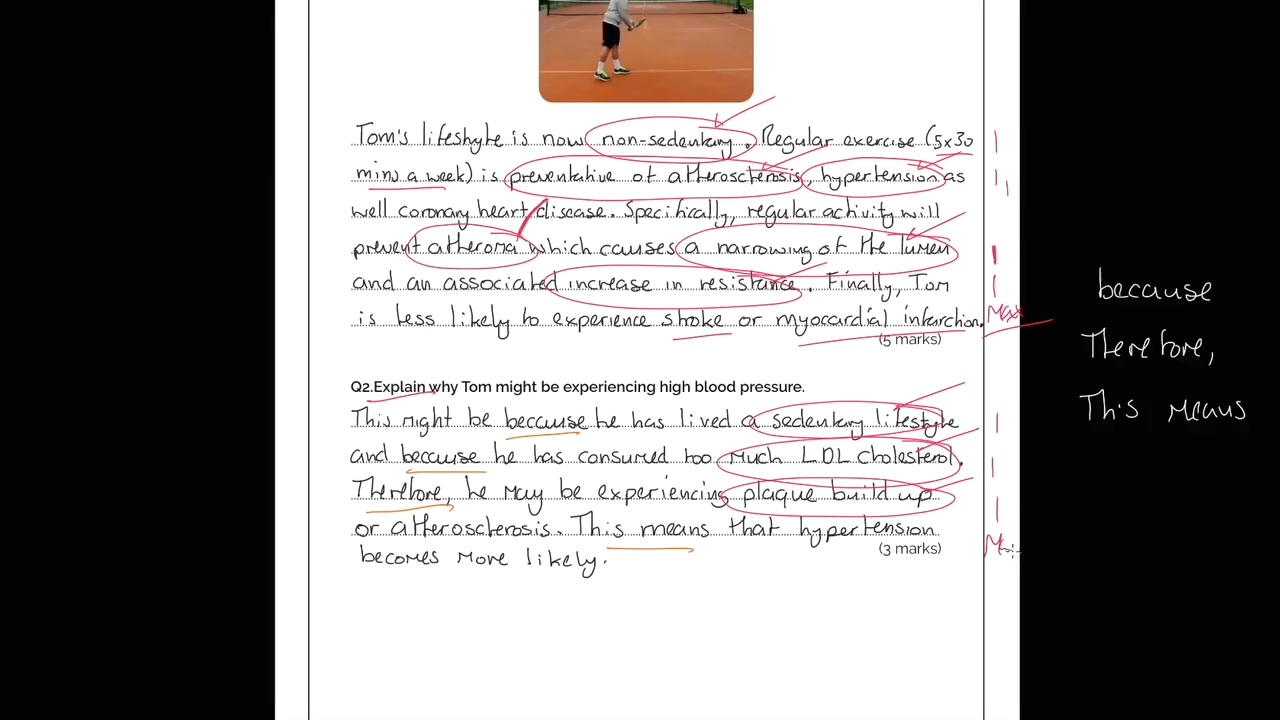 Tom's lifestyle is now non-sedentary. Regular exercise (5x30
mins a week) is preventative of atherosclerosis, hypertension as
well coronary heart disease. Specifically, regular activity will
prevent atheroma which causes a narrowing of the lumen
and an associated increase in resistance. Finally, Tom
is less likely to experience stroke or myocardial infarction.
Max
(5 marks)
Q2.Explain why Tom might be experiencing high blood pressure.
This might be because he has lived a sedentary lifestyle
and because he has consumed too much LDL cholesterol.
Therefore, he may be experiencing plaque build up
or atherosclerosis. This means that hypertension
(3 marks)
becomes more likely.
M
because
Therefore,
This means